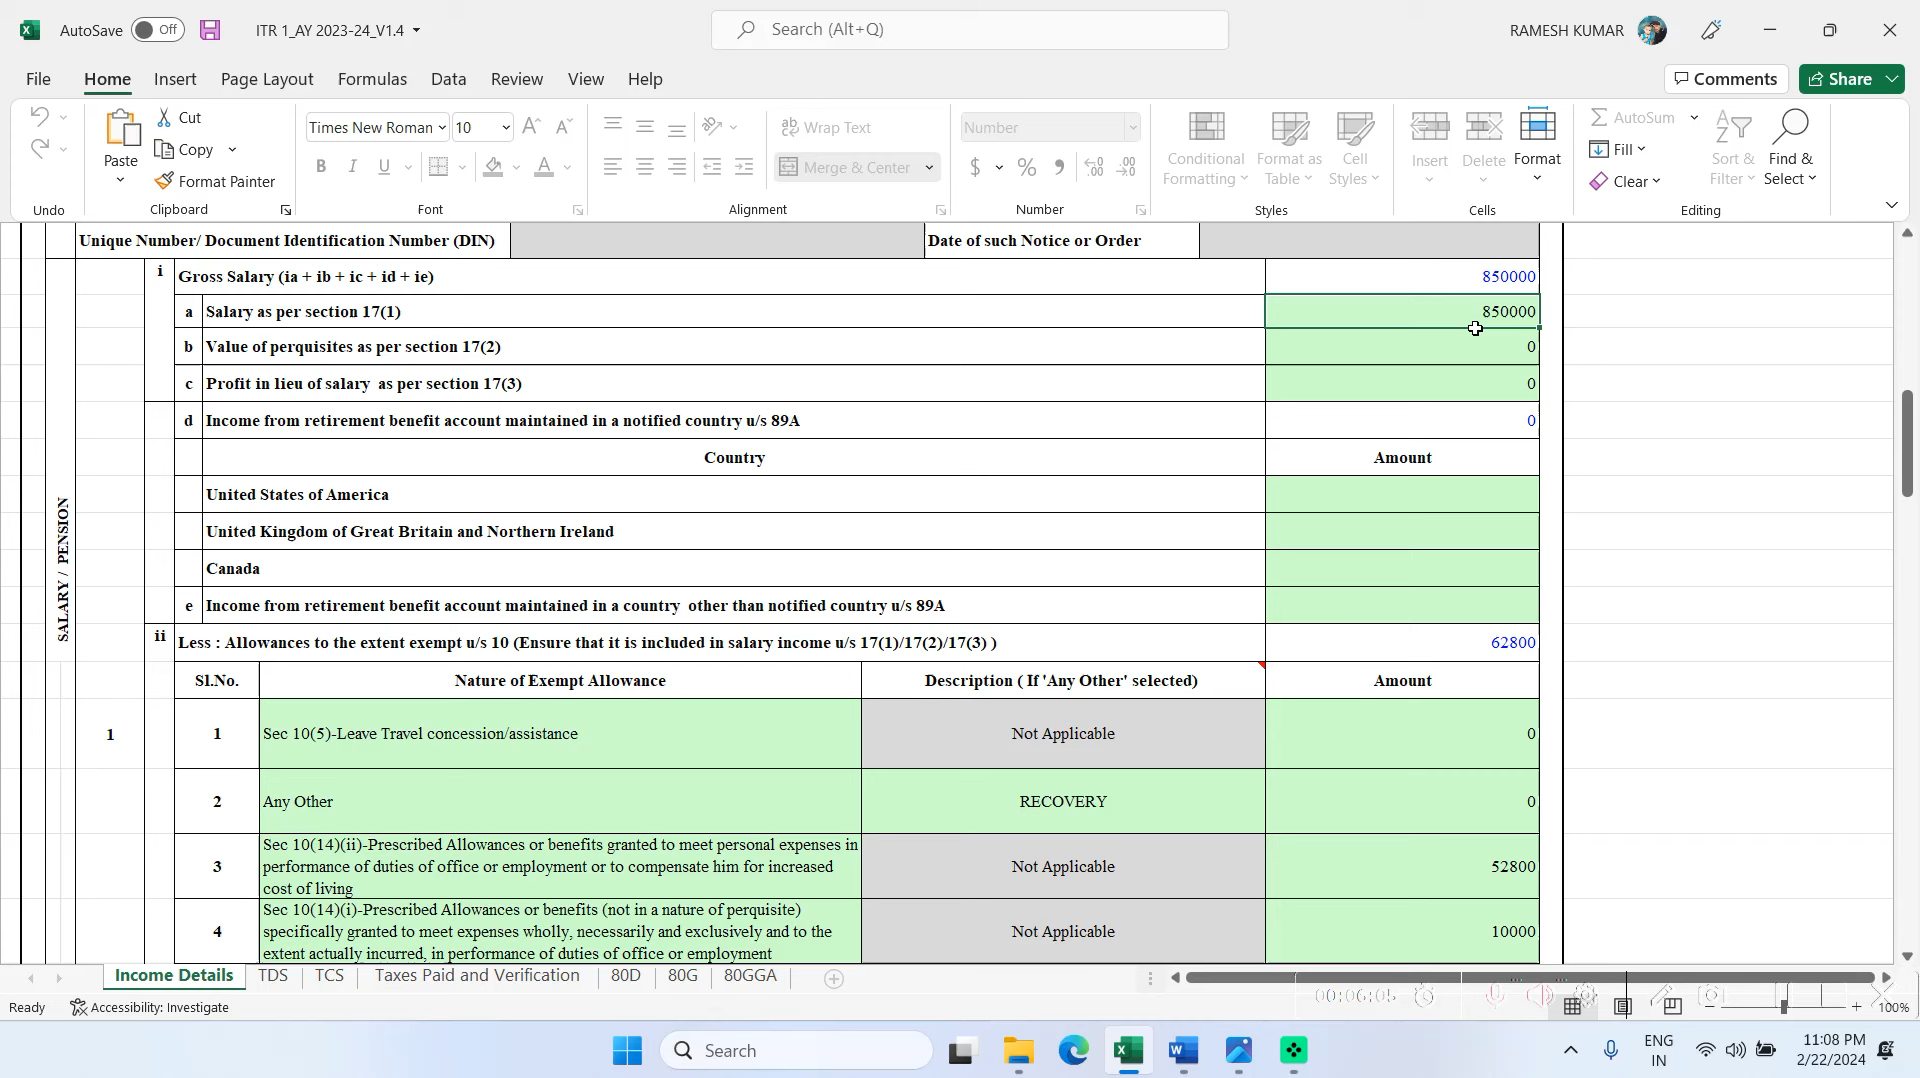 AutoSave Off ITR 1_AY 2023-24_V1.4 Search (Alt+Q) RAMESH KUMAR
File Home Insert Page Layout Formulas Data Review View Help Comments Share
Paste Cut Copy Format Painter
Times New Roman 10
Wrap Text Merge & Center
Number
Conditional Formatting Format as Table Cell Styles
Insert Delete Format
AutoSum Fill Clear Sort & Filter Find & Select
Undo Clipboard Font Alignment Number Styles Cells Editing
Unique Number/ Document Identification Number (DIN) Date of such Notice or Order
SALARY / PENSION
i Gross Salary (ia + ib + ic + id + ie) 850000
a Salary as per section 17(1) 850000
b Value of perquisites as per section 17(2) 0
c Profit in lieu of salary as per section 17(3) 0
d Income from retirement benefit account maintained in a notified country u/s 89A 0
Country Amount
United States of America
United Kingdom of Great Britain and Northern Ireland
Canada
e Income from retirement benefit account maintained in a country other than notified country u/s 89A
ii Less : Allowances to the extent exempt u/s 10 (Ensure that it is included in salary income u/s 17(1)/17(2)/17(3) ) 62800
Sl.No. Nature of Exempt Allowance Description ( If 'Any Other' selected) Amount
1 1 Sec 10(5)-Leave Travel concession/assistance Not Applicable 0
2 Any Other RECOVERY 0
Sec 10(14)(ii)-Prescribed Allowances or benefits granted to meet personal expenses in
3 performance of duties of office or employment or to compensate him for increased Not Applicable 52800
cost of living
Sec 10(14)(i)-Prescribed Allowances or benefits (not in a nature of perquisite)
4 specifically granted to meet expenses wholly, necessarily and exclusively and to the Not Applicable 10000
extent actually incurred, in performance of duties of office or employment
Income Details TDS TCS Taxes Paid and Verification 80D 80G 80GGA
Ready Accessibility: Investigate 00:06:05 100%
Search ENG IN 11:08 PM 2/22/2024